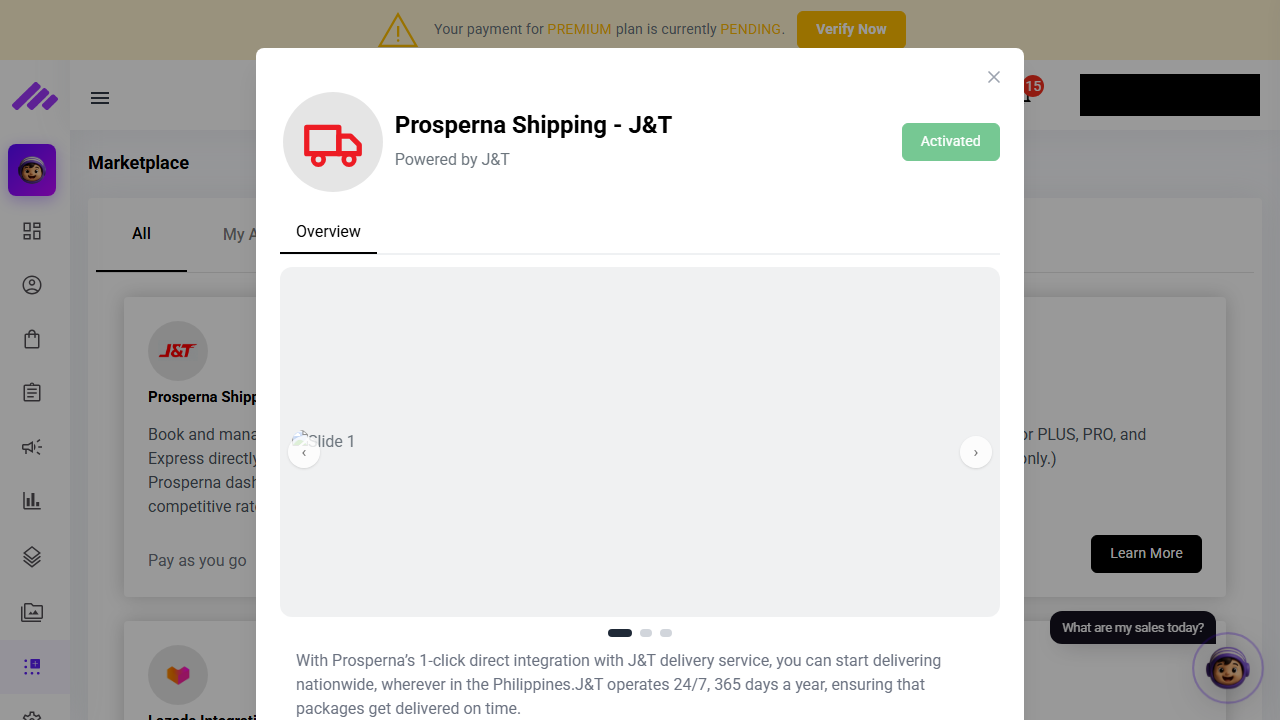 Your payment for PREMIUM plan is currently PENDING.
Verify Now
15
Marketplace
All
My A
Prosperna Shipping - J&T
Powered by J&T
Activated
Overview
Slide 1
‹
›
With Prosperna’s 1-click direct integration with J&T delivery service, you can start delivering
nationwide, wherever in the Philippines.J&T operates 24/7, 365 days a year, ensuring that
packages get delivered on time.
J&T
Prosperna Shipp
Book and mana
Express directly
Prosperna dash
competitive rate
Pay as you go
or PLUS, PRO, and
only.)
Learn More
What are my sales today?
Lazada Integrati